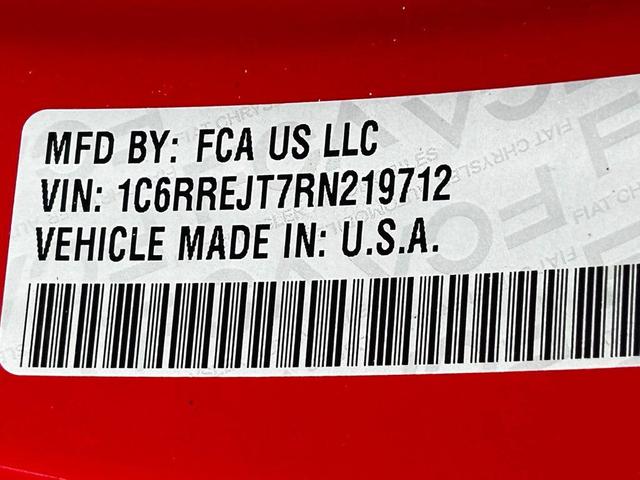 MFD BY: FCA US LLC
VIN: 1C6RREJT7RN219712
VEHICLE MADE IN: U.S.A.